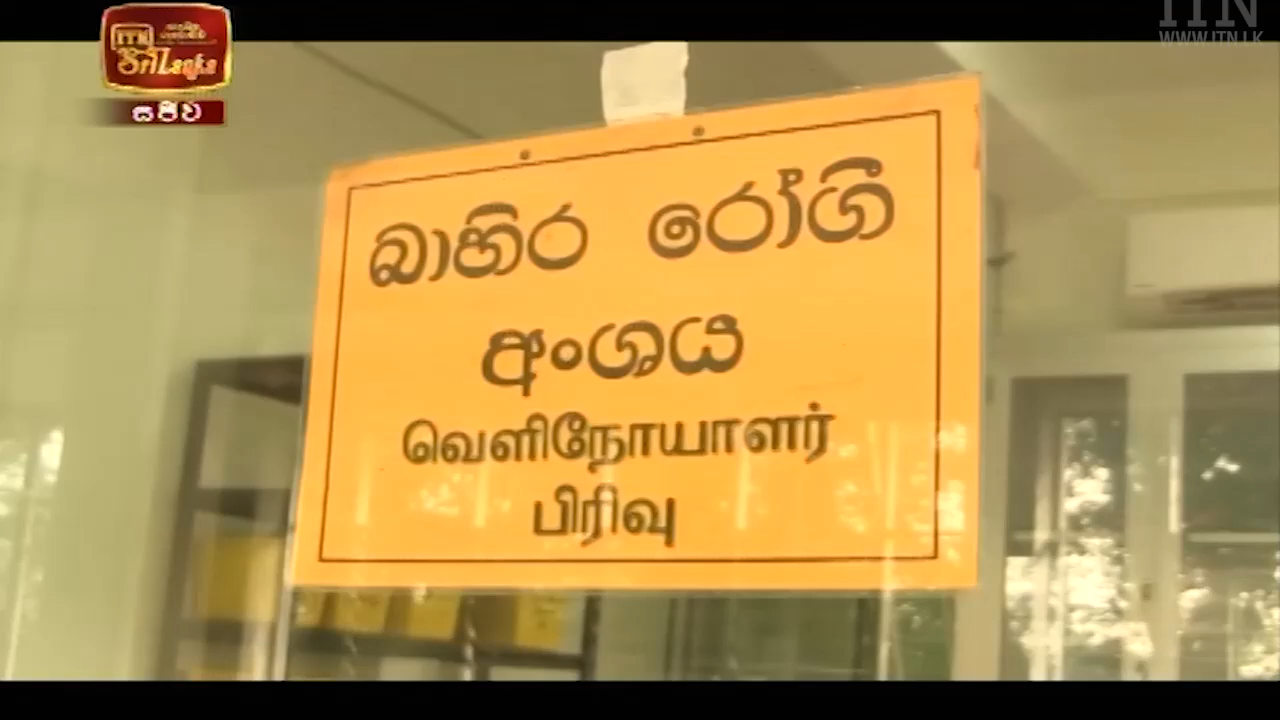 ITN
Sri Lanka
සජීව
ITN
WWW.ITN.LK
බාහිර රෝගී
අංශය
வெளிநோயாளர்
பிரிவு